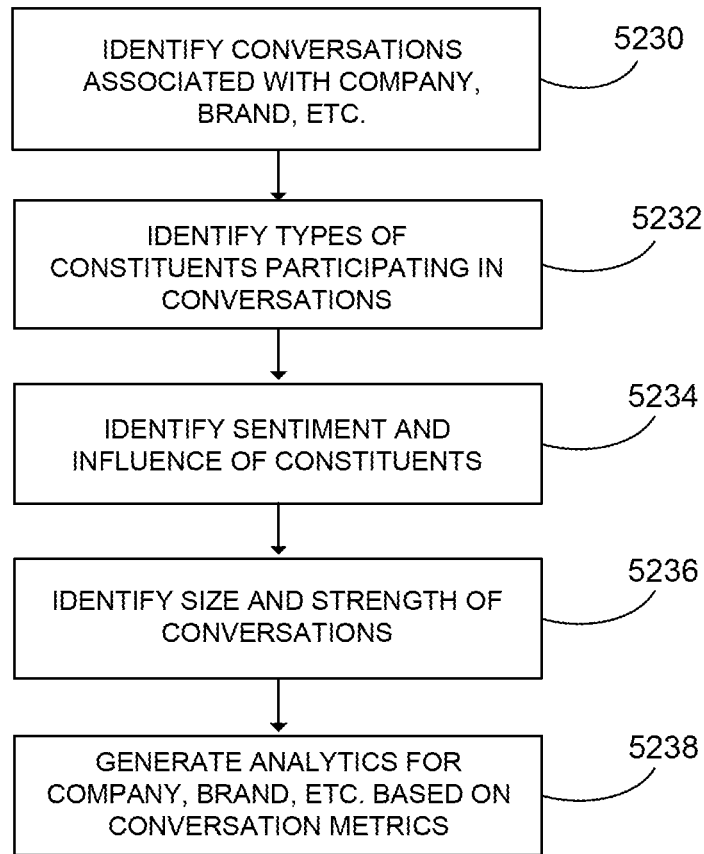 IDENTIFY CONVERSATIONS
ASSOCIATED WITH COMPANY,
BRAND, ETC.
5230
IDENTIFY TYPES OF
CONSTITUENTS PARTICIPATING IN
CONVERSATIONS
5232
IDENTIFY SENTIMENT AND
INFLUENCE OF CONSTITUENTS
5234
IDENTIFY SIZE AND STRENGTH OF
CONVERSATIONS
5236
GENERATE ANALYTICS FOR
COMPANY, BRAND, ETC. BASED ON
CONVERSATION METRICS
5238